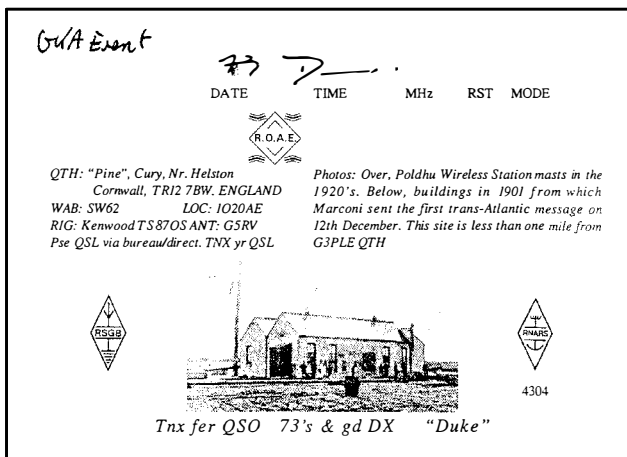 Event
73
DATE TIME MHz RST MODE
R.O.A.E.
QTH: "Pine", Cury, Nr. Helston
Cornwall, TR12 7BW. ENGLAND
WAB: SW62 LOC: IO20AE
RIG: Kenwood TS870S ANT: G5RV
Pse QSL via bureau/direct. TNX yr QSL
Photos: Over, Poldhu Wireless Station masts in the
1920's. Below, buildings in 1901 from which
Marconi sent the first trans-Atlantic message on
12th December. This site is less than one mile from
G3PLE QTH
RSGB
RNARS
4304
Tnx fer QSO 73's & gd DX "Duke"